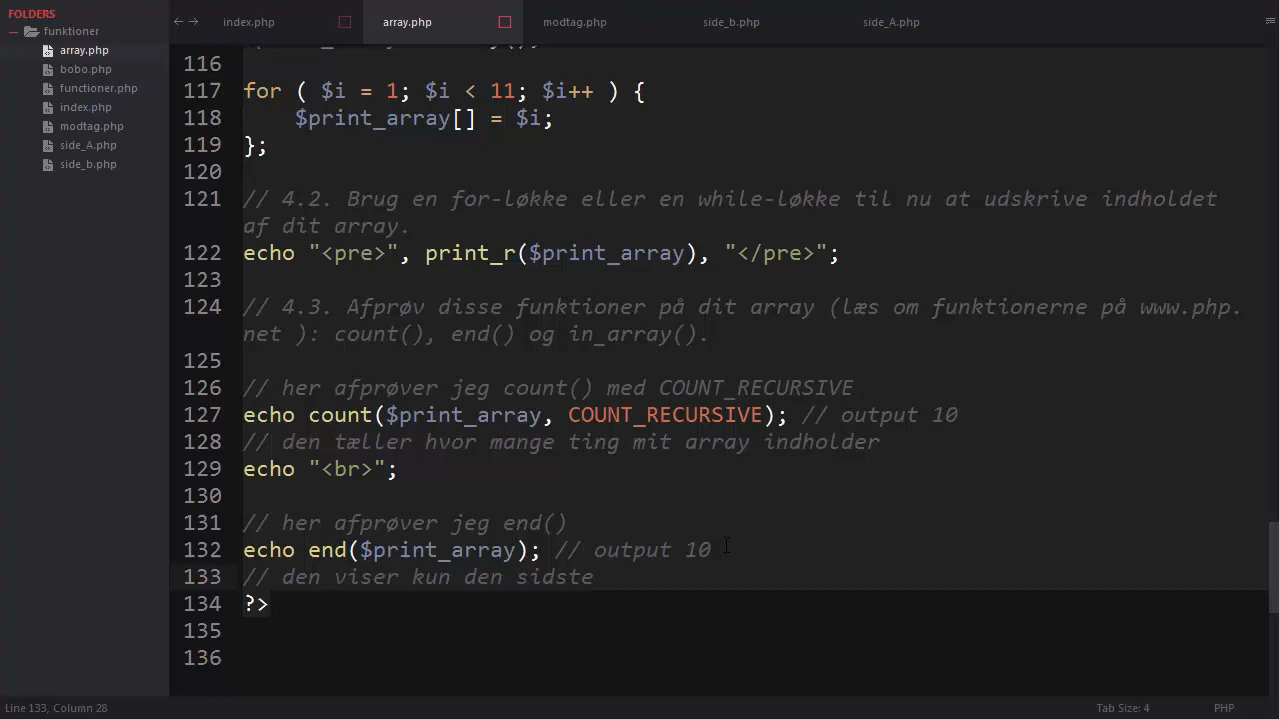 FOLDERS
funktioner
array.php
bobo.php
functioner.php
index.php
modtag.php
side_A.php
side_b.php
index.php array.php modtag.php side_b.php side_A.php
116
117 for ( $i = 1; $i < 11; $i++ ) {
118 $print_array[] = $i;
119 };
120
121 // 4.2. Brug en for-løkke eller en while-løkke til nu at udskrive indholdet
af dit array.
122 echo "<pre>", print_r($print_array), "</pre>";
123
124 // 4.3. Afprøv disse funktioner på dit array (læs om funktionerne på www.php.
net ): count(), end() og in_array().
125
126 // her afprøver jeg count() med COUNT_RECURSIVE
127 echo count($print_array, COUNT_RECURSIVE); // output 10
128 // den tæller hvor mange ting mit array indholder
129 echo "<br>";
130
131 // her afprøver jeg end()
132 echo end($print_array); // output 10
133 // den viser kun den sidste
134 ?>
135
136
Line 133, Column 28 Tab Size: 4 PHP